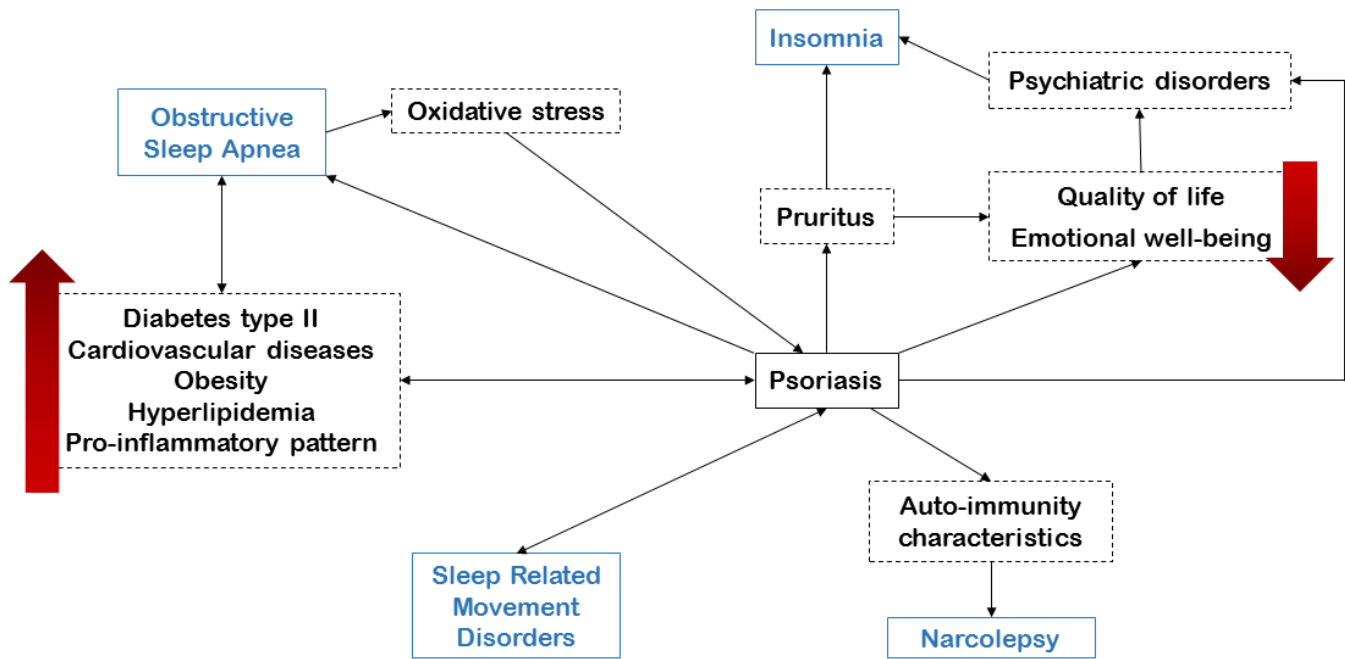 Insomnia
Psychiatric disorders
Obstructive
Sleep Apnea
Oxidative stress
Pruritus
Quality of life
Emotional well-being
Diabetes type II
Cardiovascular diseases
Obesity
Hyperlipidemia
Pro-inflammatory pattern
Psoriasis
Auto-immunity
characteristics
Sleep Related
Movement
Disorders
Narcolepsy